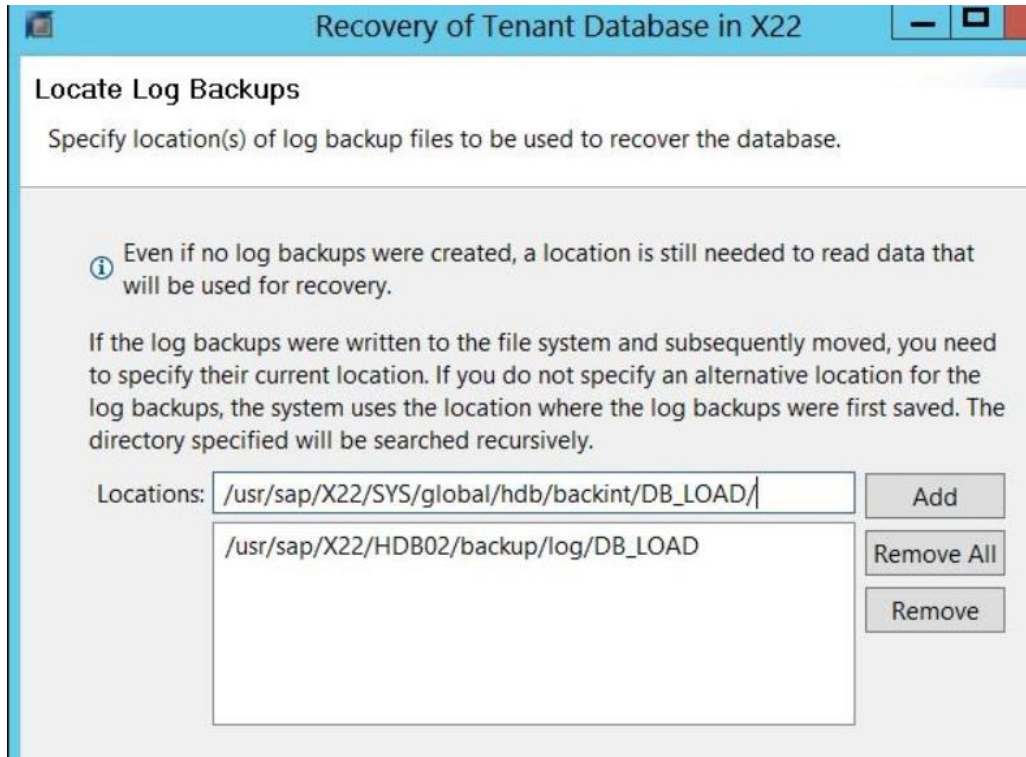 Recovery of Tenant Database in X22
Locate Log Backups
Specify location(s) of log backup files to be used to recover the database.
Even if no log backups were created, a location is still needed to read data that
will be used for recovery.
If the log backups were written to the file system and subsequently moved, you need
to specify their current location. If you do not specify an alternative location for the
log backups, the system uses the location where the log backups were first saved. The
directory specified will be searched recursively.
Locations: /usr/sap/X22/SYS/global/hdb/backint/DB_LOAD/ Add
/usr/sap/X22/HDB02/backup/log/DB_LOAD
Remove All
Remove